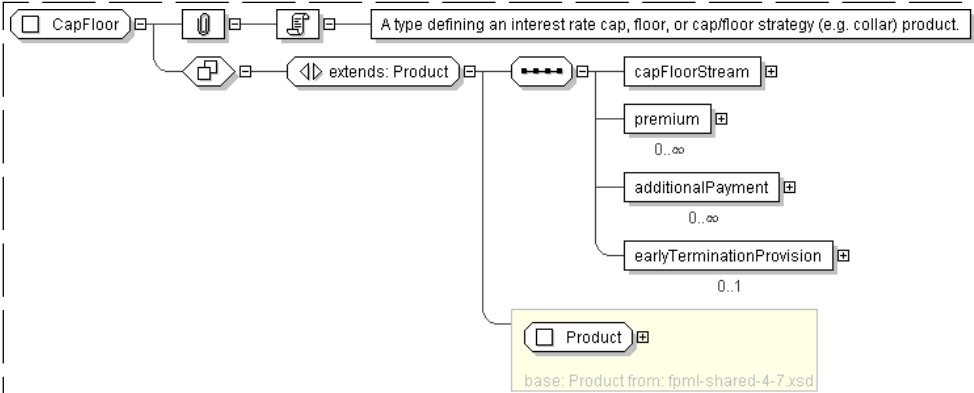 CapFloor
A type defining an interest rate cap, floor, or cap/floor strategy (e.g. collar) product.
extends: Product
capFloorStream
premium
0..∞
additionalPayment
0..∞
earlyTerminationProvision
0..1
Product
base: Product from: fpml-shared-4-7.xsd